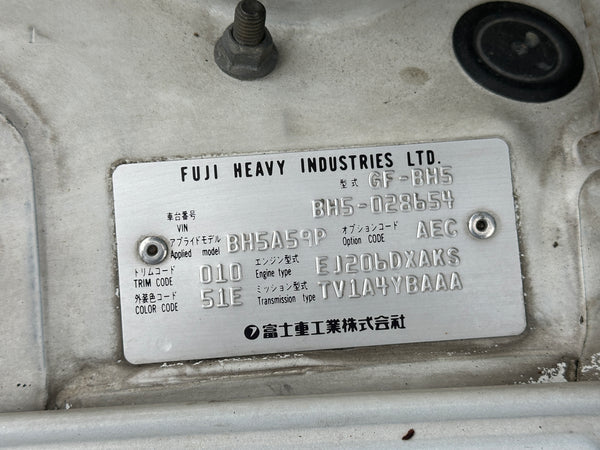 FUJI HEAVY INDUSTRIES LTD.
型式 GF-BH5
車台番号 VIN BH5-028654
アプライドモデル Applied model BH5A59P オプションコード Option CODE AEC
トリムコード TRIM CODE 010 エンジン型式 Engine type EJ206DXAKS
外装色コード COLOR CODE 51E ミッション型式 Transmission type TV1A4YBAAA
富士重工業株式会社